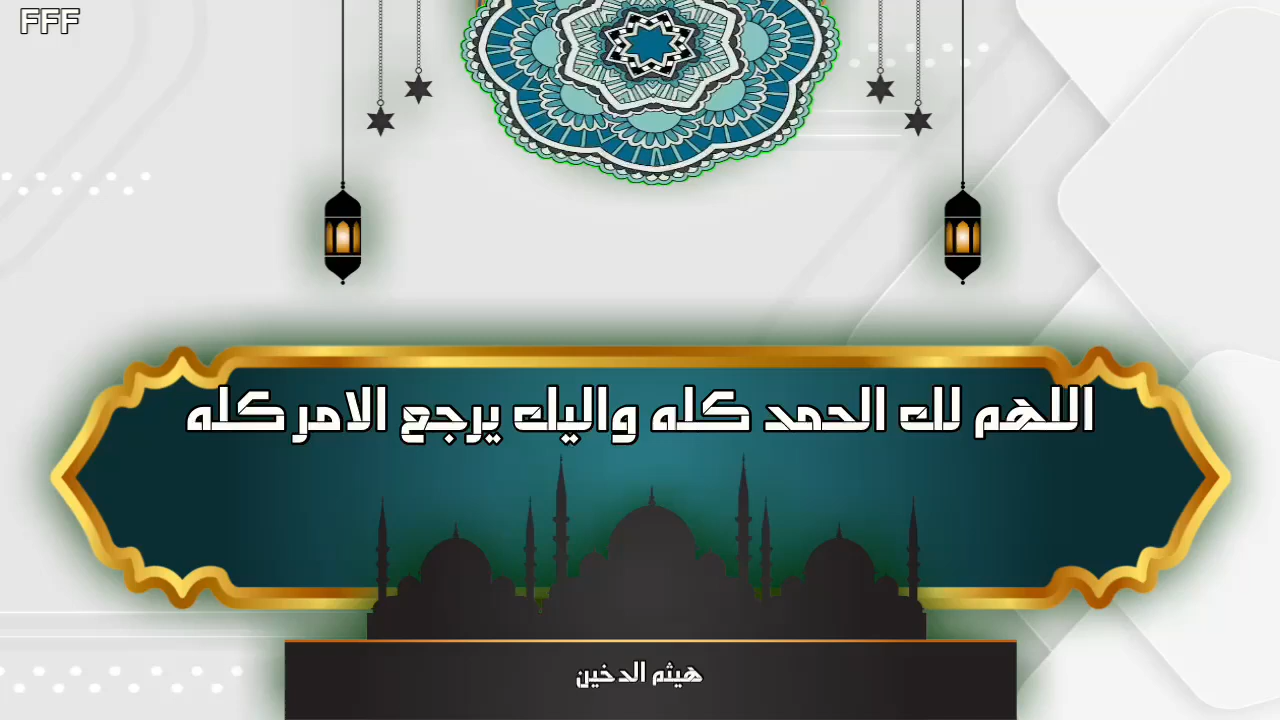 FFF
اللهم لك الحمد كله واليك يرجع الامر كله
هيثم الدخين